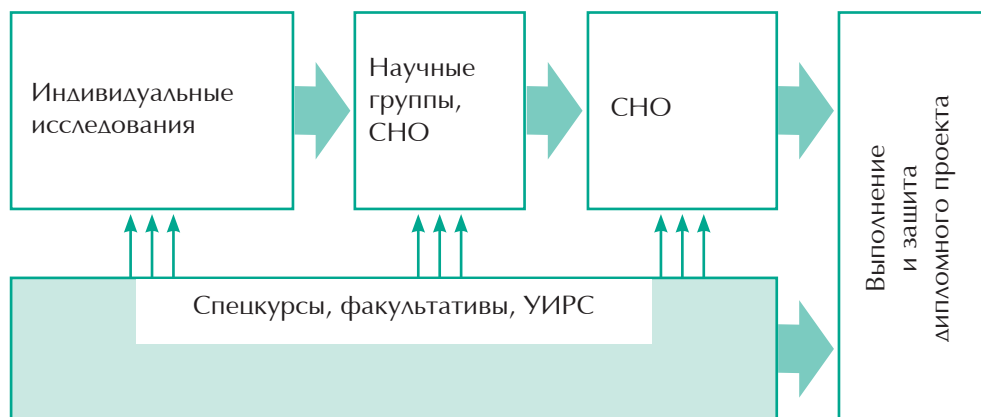 Индивидуальные
исследования
Научные
группы,
СНО
СНО
Выполнение
и защита
дипломного проекта
Спецкурсы, факультативы, УИРС